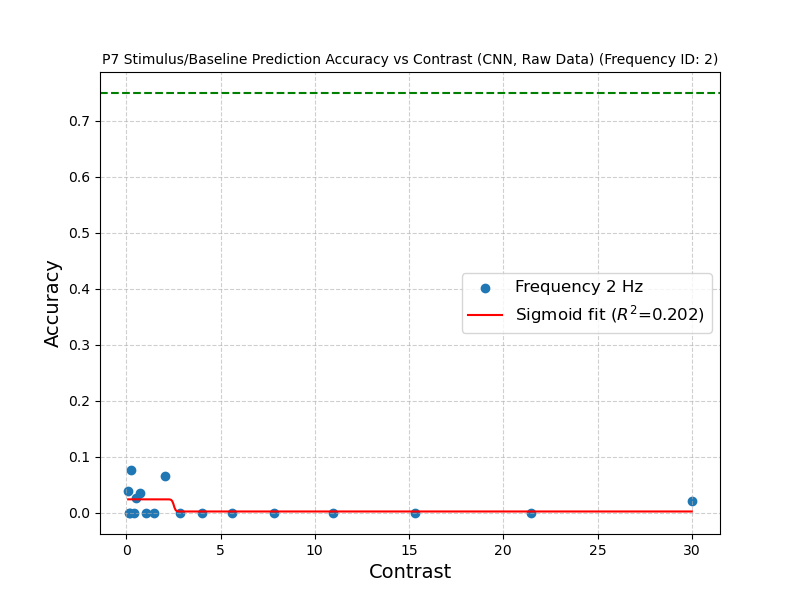 P7 Stimulus/Baseline Prediction Accuracy vs Contrast (CNN, Raw Data) (Frequency ID: 2)
Accuracy
0.7
0.6
0.5
0.4
0.3
0.2
0.1
0.0
Frequency 2 Hz
Sigmoid fit (R²=0.202)
0 5 10 15 20 25 30
Contrast